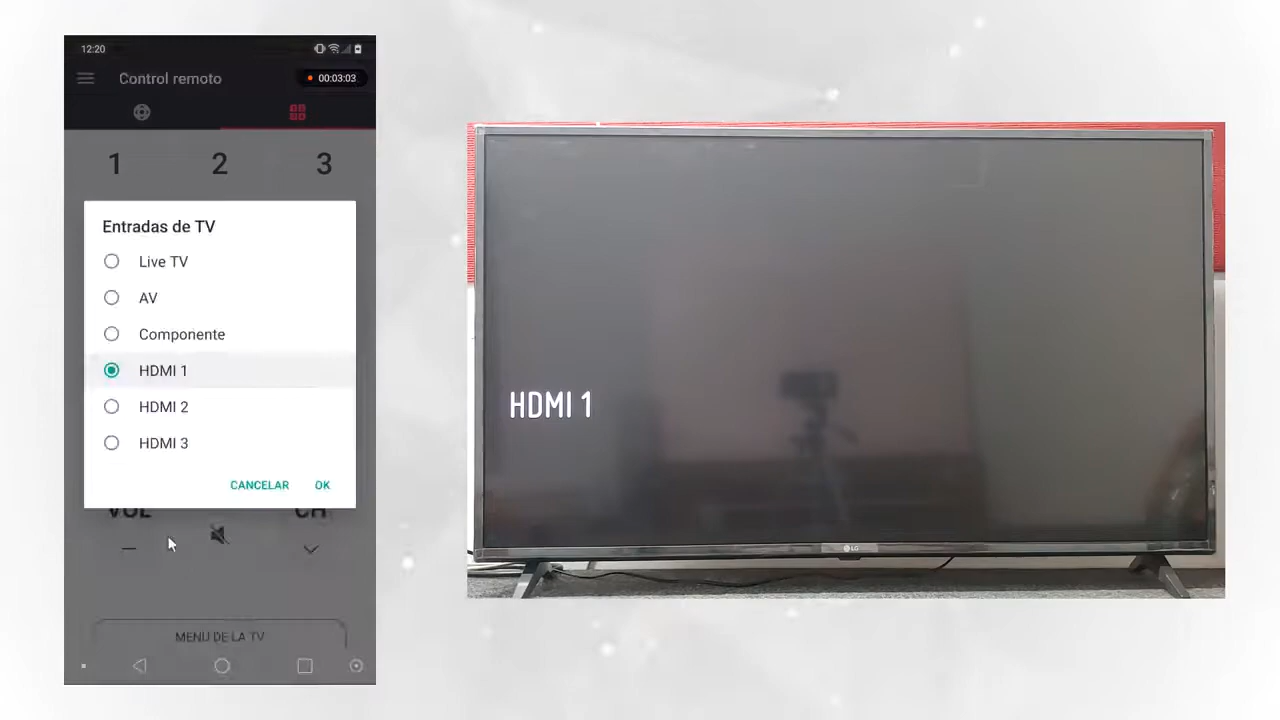 12:20
Control remoto
00:03:03
1 2 3
Entradas de TV
Live TV
AV
Componente
HDMI 1
HDMI 2
HDMI 3
CANCELAR OK
VOL CH
MENU DE LA TV
HDMI 1
LG